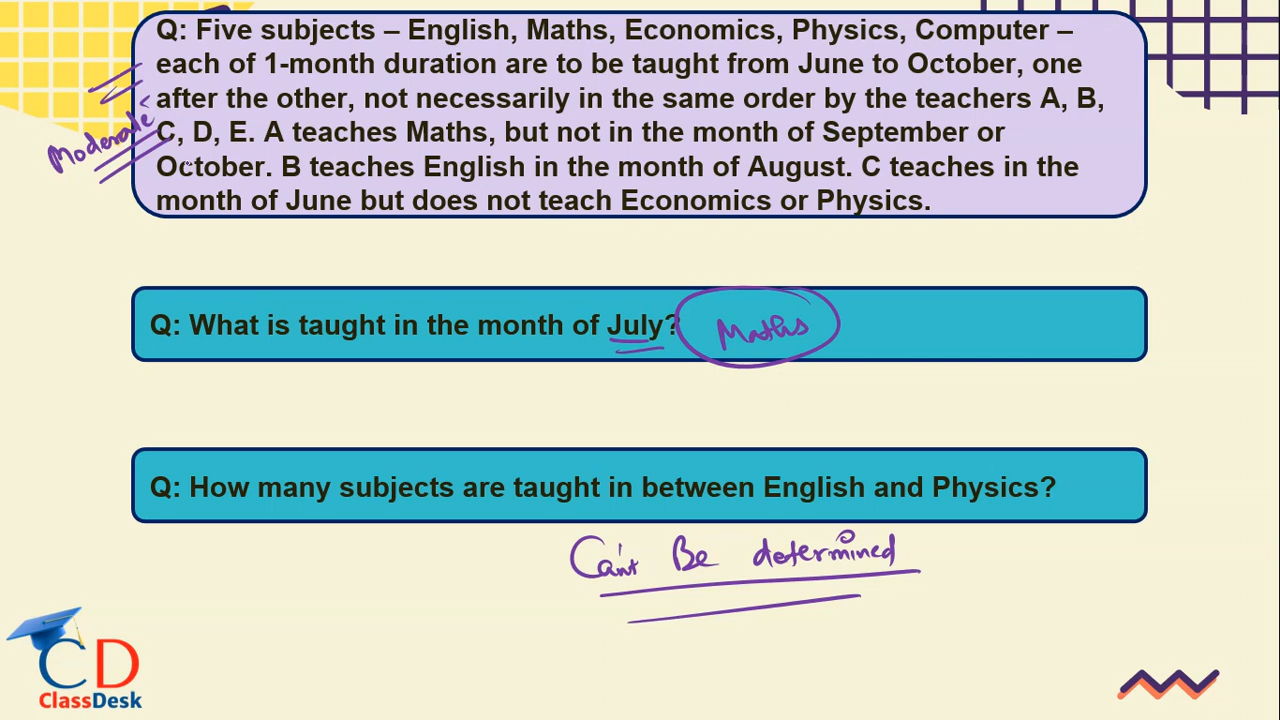 Q: Five subjects – English, Maths, Economics, Physics, Computer –
each of 1-month duration are to be taught from June to October, one
after the other, not necessarily in the same order by the teachers A, B,
C, D, E. A teaches Maths, but not in the month of September or
October. B teaches English in the month of August. C teaches in the
month of June but does not teach Economics or Physics.
Moderate
Q: What is taught in the month of July?
Maths
Q: How many subjects are taught in between English and Physics?
Can't Be determined
CD
ClassDesk